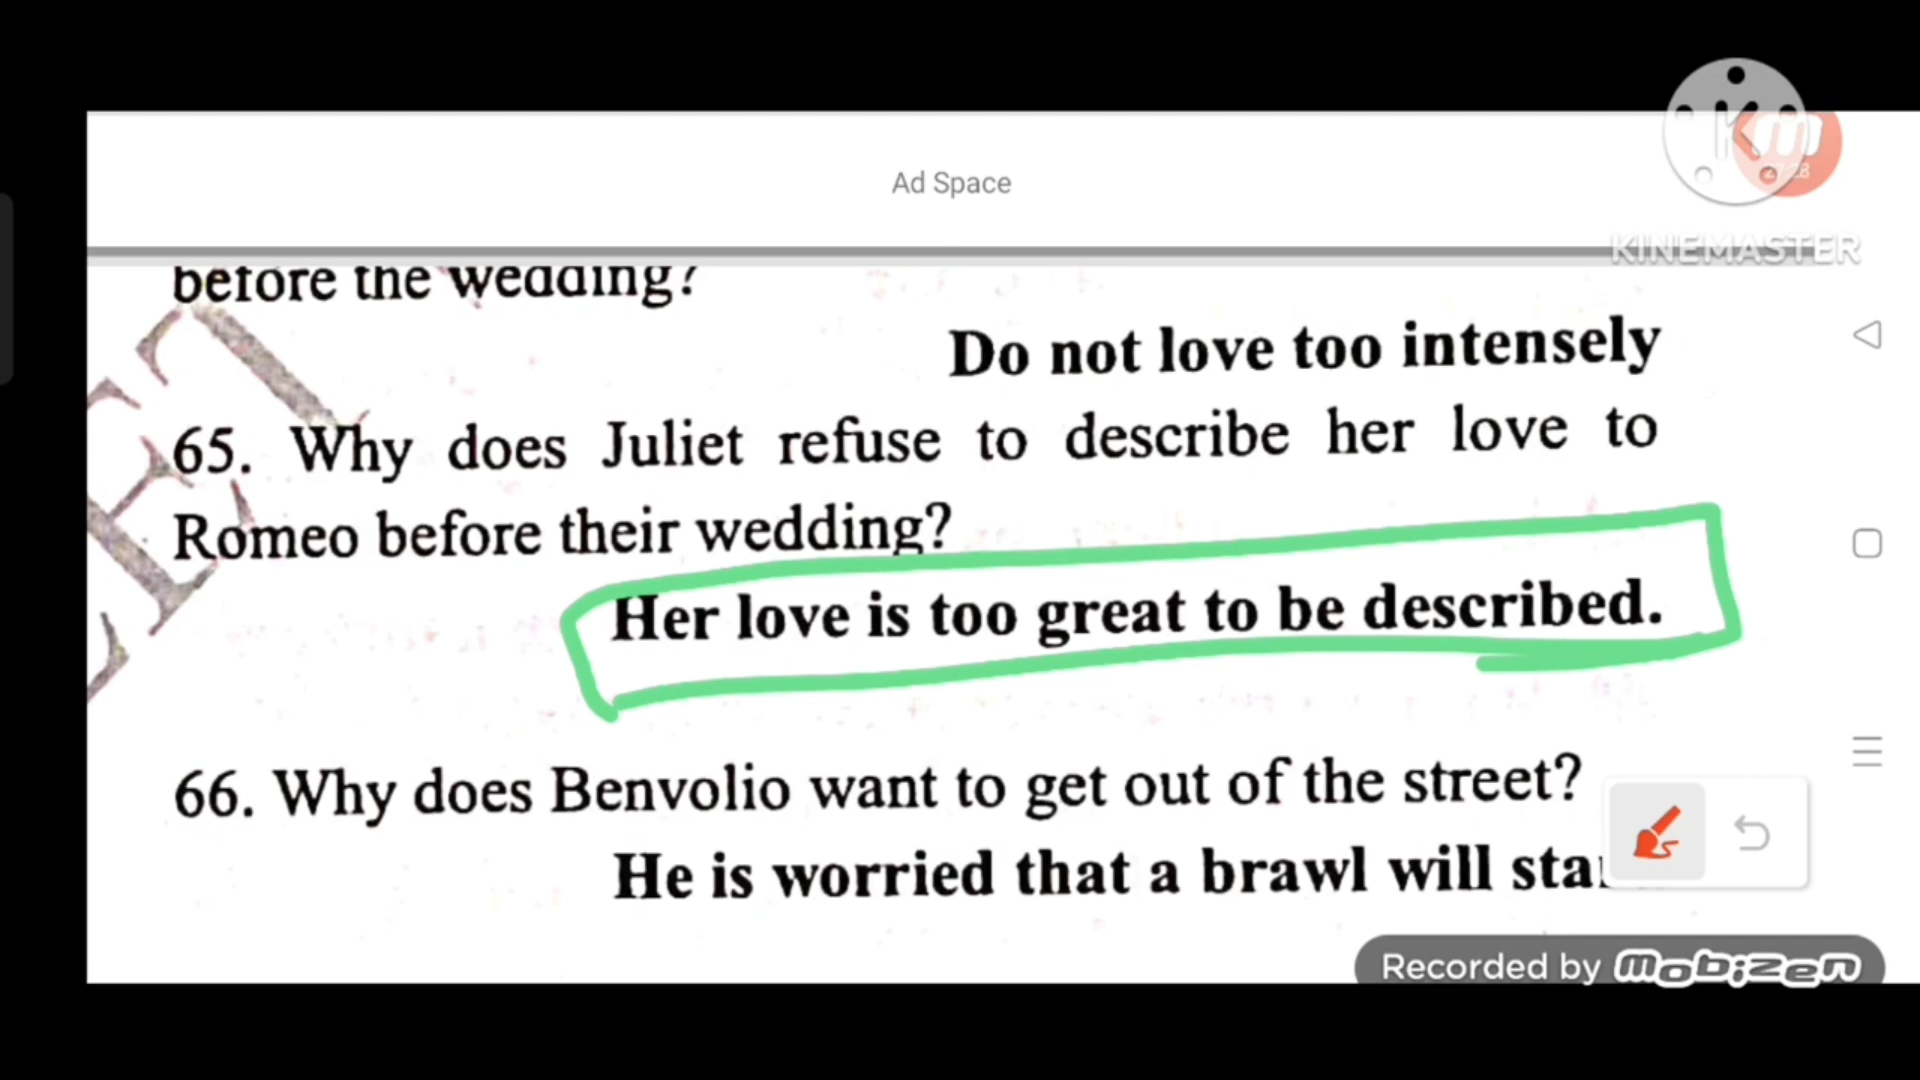 Ad Space
KINEMASTER
before the wedding?
Do not love too intensely
65. Why does Juliet refuse to describe her love to
Romeo before their wedding?
Her love is too great to be described.
66. Why does Benvolio want to get out of the street?
He is worried that a brawl will
Recorded by mobizen